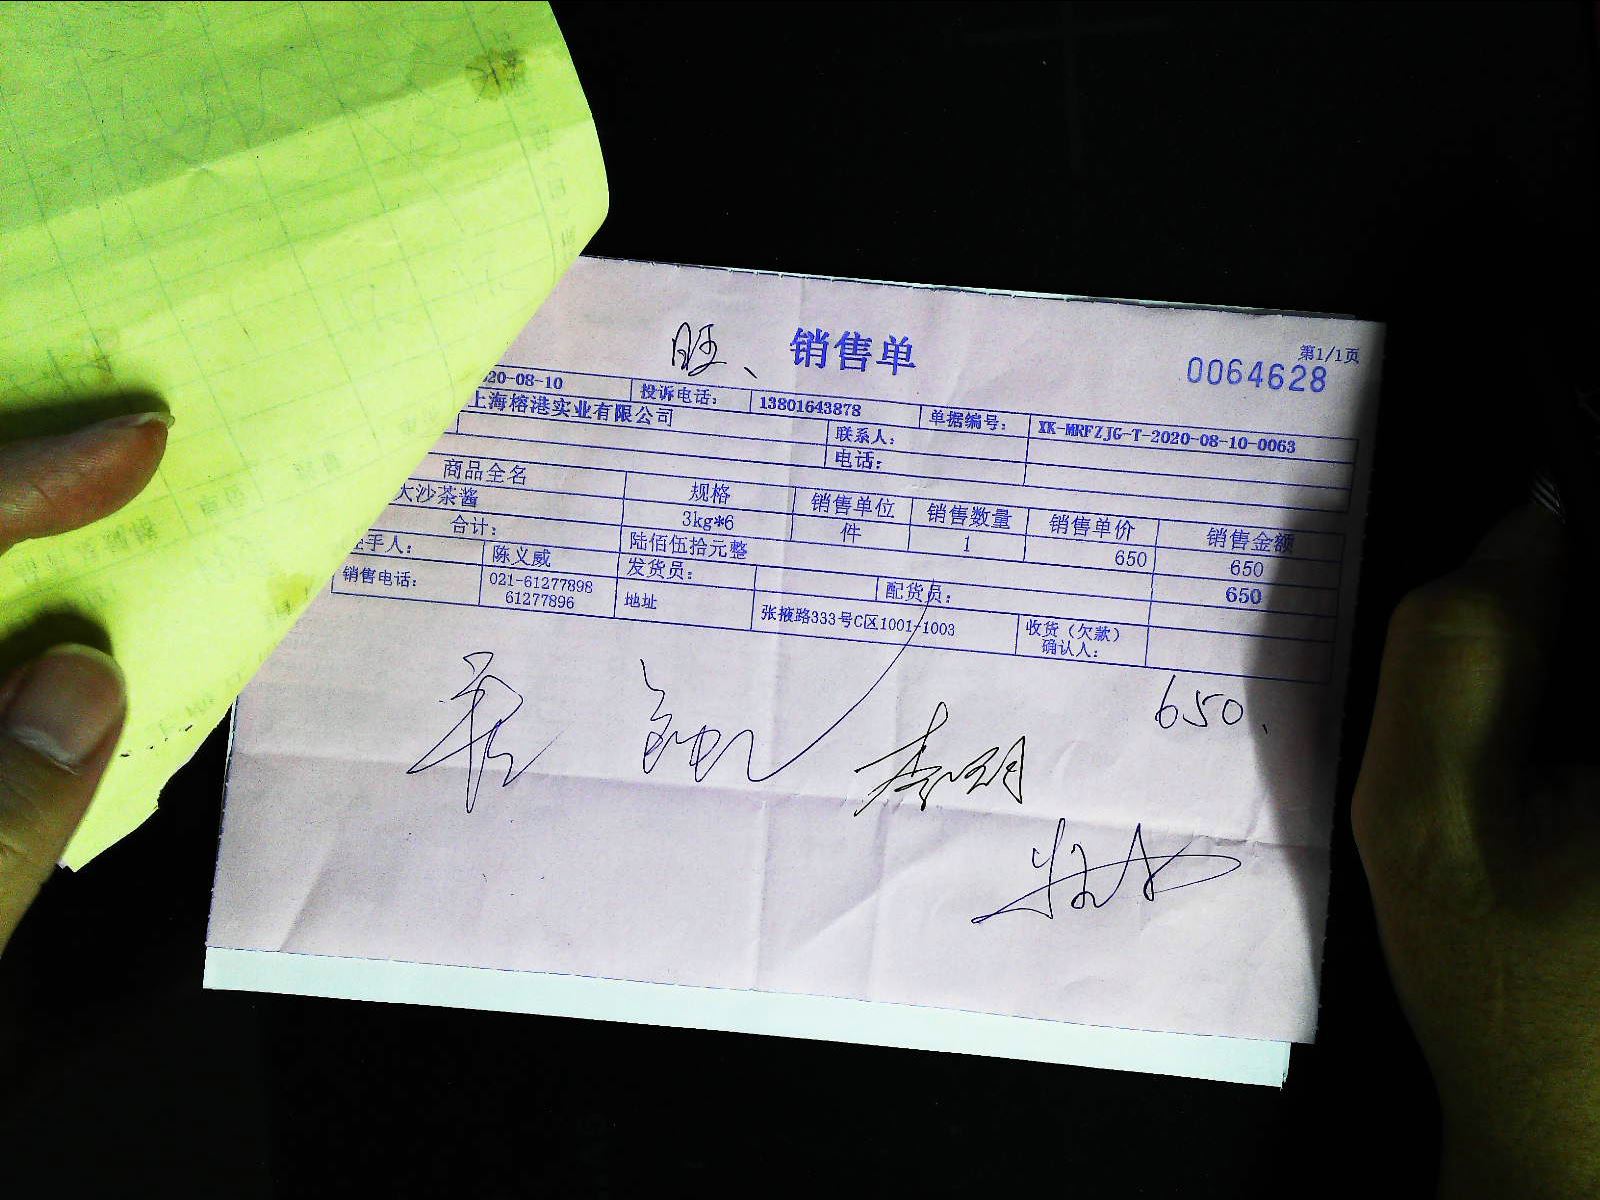 旺、 销售单 第1/1页
0064628
20-08-10 投诉电话: 13801643878 单据编号: XK-MRFZJG-T-2020-08-10-0063
上海榕港实业有限公司 联系人:
电话:
商品全名 规格 销售单位 销售数量 销售单价 销售金额
大沙茶酱 3kg*6 件 1 650 650
合计: 陆佰伍拾元整 650
经手人: 陈义威 发货员: 配货员:
销售电话: 021-61277898 61277896 地址 张掖路333号C区1001-1003 收货（欠款）确认人:
650.